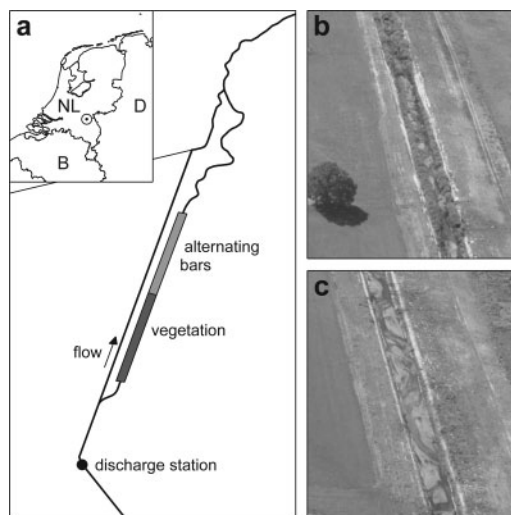 a
NL
D
B
alternating
bars
vegetation
flow
discharge station
b
c